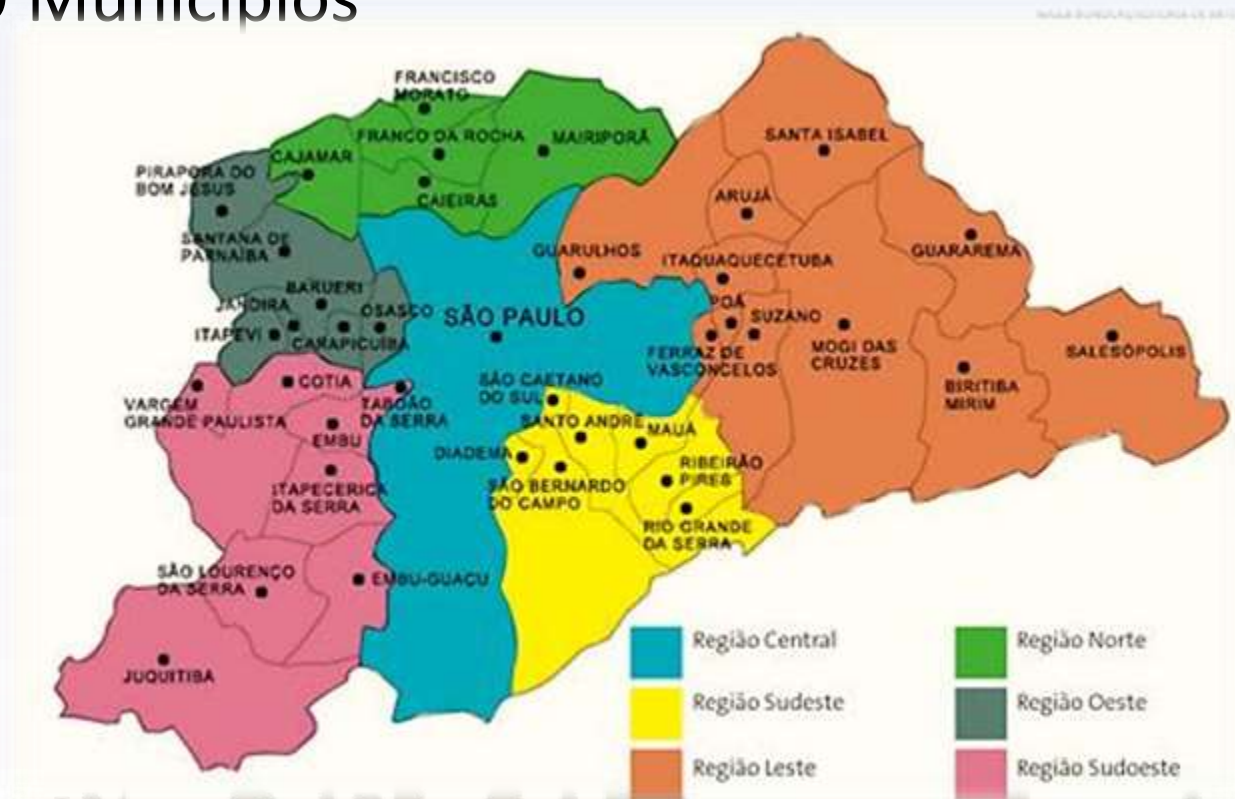 Municípios
FRANCISCO
MORATO
FRANCO DA ROCHA
MAIRIPORÃ
CAJAMAR
CAIEIRAS
PIRAPORA DO
BOM JESUS
SANTANA DE
PARNAÍBA
BARUERI
JANDIRA
OSASCO
ITAPEVI
CARAPICUÍBA
SÃO PAULO
SANTA ISABEL
ARUJÁ
GUARULHOS
ITAQUAQUECETUBA
GUARAREMA
POÁ
SUZANO
FERRAZ DE
VASCONCELOS
MOGI DAS
CRUZES
SALESÓPOLIS
BIRITIBA
MIRIM
COTIA
VARGEM
GRANDE PAULISTA
TABOÃO
DA SERRA
EMBU
ITAPECERICA
DA SERRA
SÃO CAETANO
DO SUL
SANTO ANDRÉ
MAUÁ
DIADEMA
SÃO BERNARDO
DO CAMPO
RIBEIRÃO
PIRES
RIO GRANDE
DA SERRA
SÃO LOURENÇO
DA SERRA
EMBU-GUAÇU
JUQUITIBA
Região Central
Região Norte
Região Sudeste
Região Oeste
Região Leste
Região Sudoeste